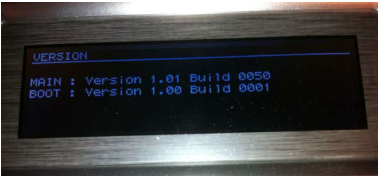 VERSION
MAIN : Version 1.01 Build 0050
BOOT : Version 1.00 Build 0001